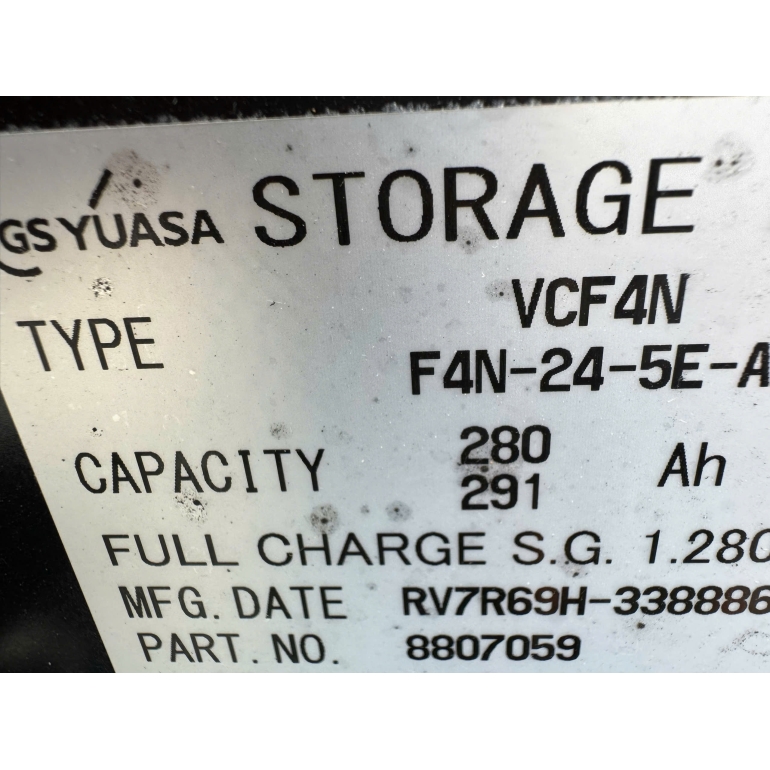 GS YUASA STORAGE
TYPE VCF4N
F4N-24-5E-A
CAPACITY 280 Ah
291
FULL CHARGE S.G. 1.280
MFG. DATE RV7R69H-338886
PART. NO. 8807059